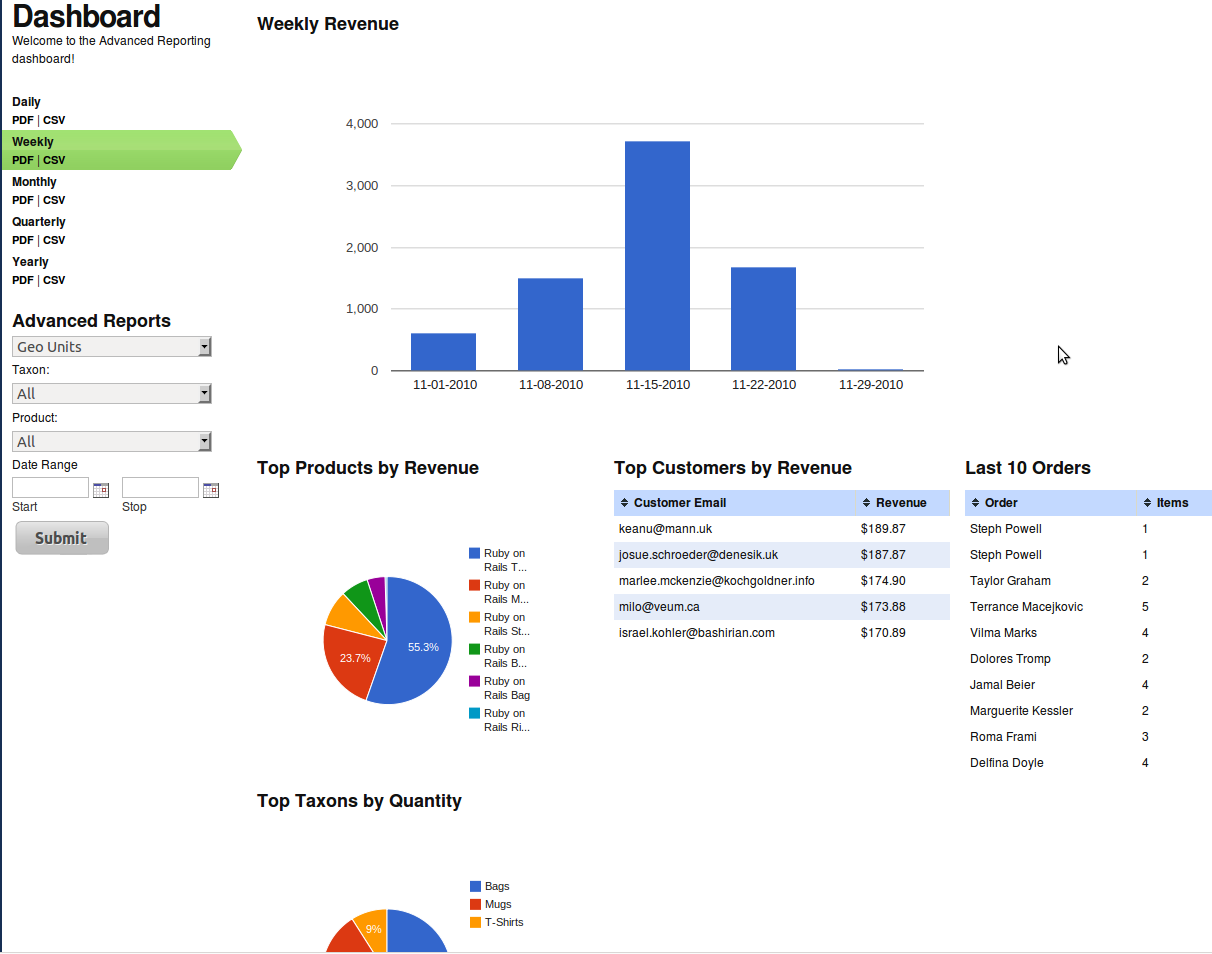 Dashboard
Welcome to the Advanced Reporting
dashboard!
Daily
PDF | CSV
Weekly
PDF | CSV
Monthly
PDF | CSV
Quarterly
PDF | CSV
Yearly
PDF | CSV
Advanced Reports
Geo Units
Taxon:
All
Product:
All
Date Range
Start Stop
Submit
Weekly Revenue
4,000
3,000
2,000
1,000
0
11-01-2010 11-08-2010 11-15-2010 11-22-2010 11-29-2010
Top Products by Revenue
55.3%
23.7%
Ruby on
Rails T...
Ruby on
Rails M...
Ruby on
Rails St...
Ruby on
Rails B...
Ruby on
Rails Bag
Ruby on
Rails Ri...
Top Customers by Revenue
Customer Email Revenue
keanu@mann.uk $189.87
josue.schroeder@denesik.uk $187.87
marlee.mckenzie@kochgoldner.info $174.90
milo@veum.ca $173.88
israel.kohler@bashirian.com $170.89
Last 10 Orders
Order Items
Steph Powell 1
Steph Powell 1
Taylor Graham 2
Terrance Macejkovic 5
Vilma Marks 4
Dolores Tromp 2
Jamal Beier 4
Marguerite Kessler 2
Roma Frami 3
Delfina Doyle 4
Top Taxons by Quantity
9%
Bags
Mugs
T-Shirts